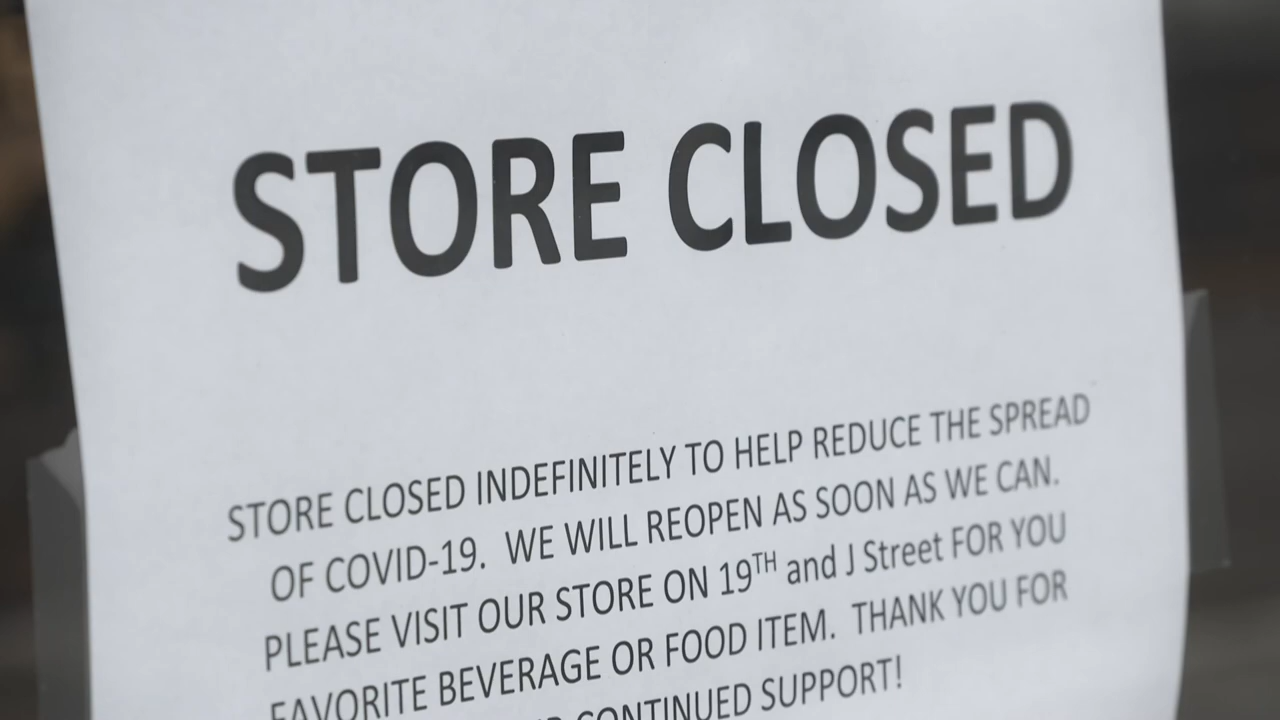 STORE CLOSED
STORE CLOSED INDEFINITELY TO HELP REDUCE THE SPREAD
OF COVID-19. WE WILL REOPEN AS SOON AS WE CAN.
PLEASE VISIT OUR STORE ON 19TH and J Street FOR YOU
FAVORITE BEVERAGE OR FOOD ITEM. THANK YOU FOR
CONTINUED SUPPORT!